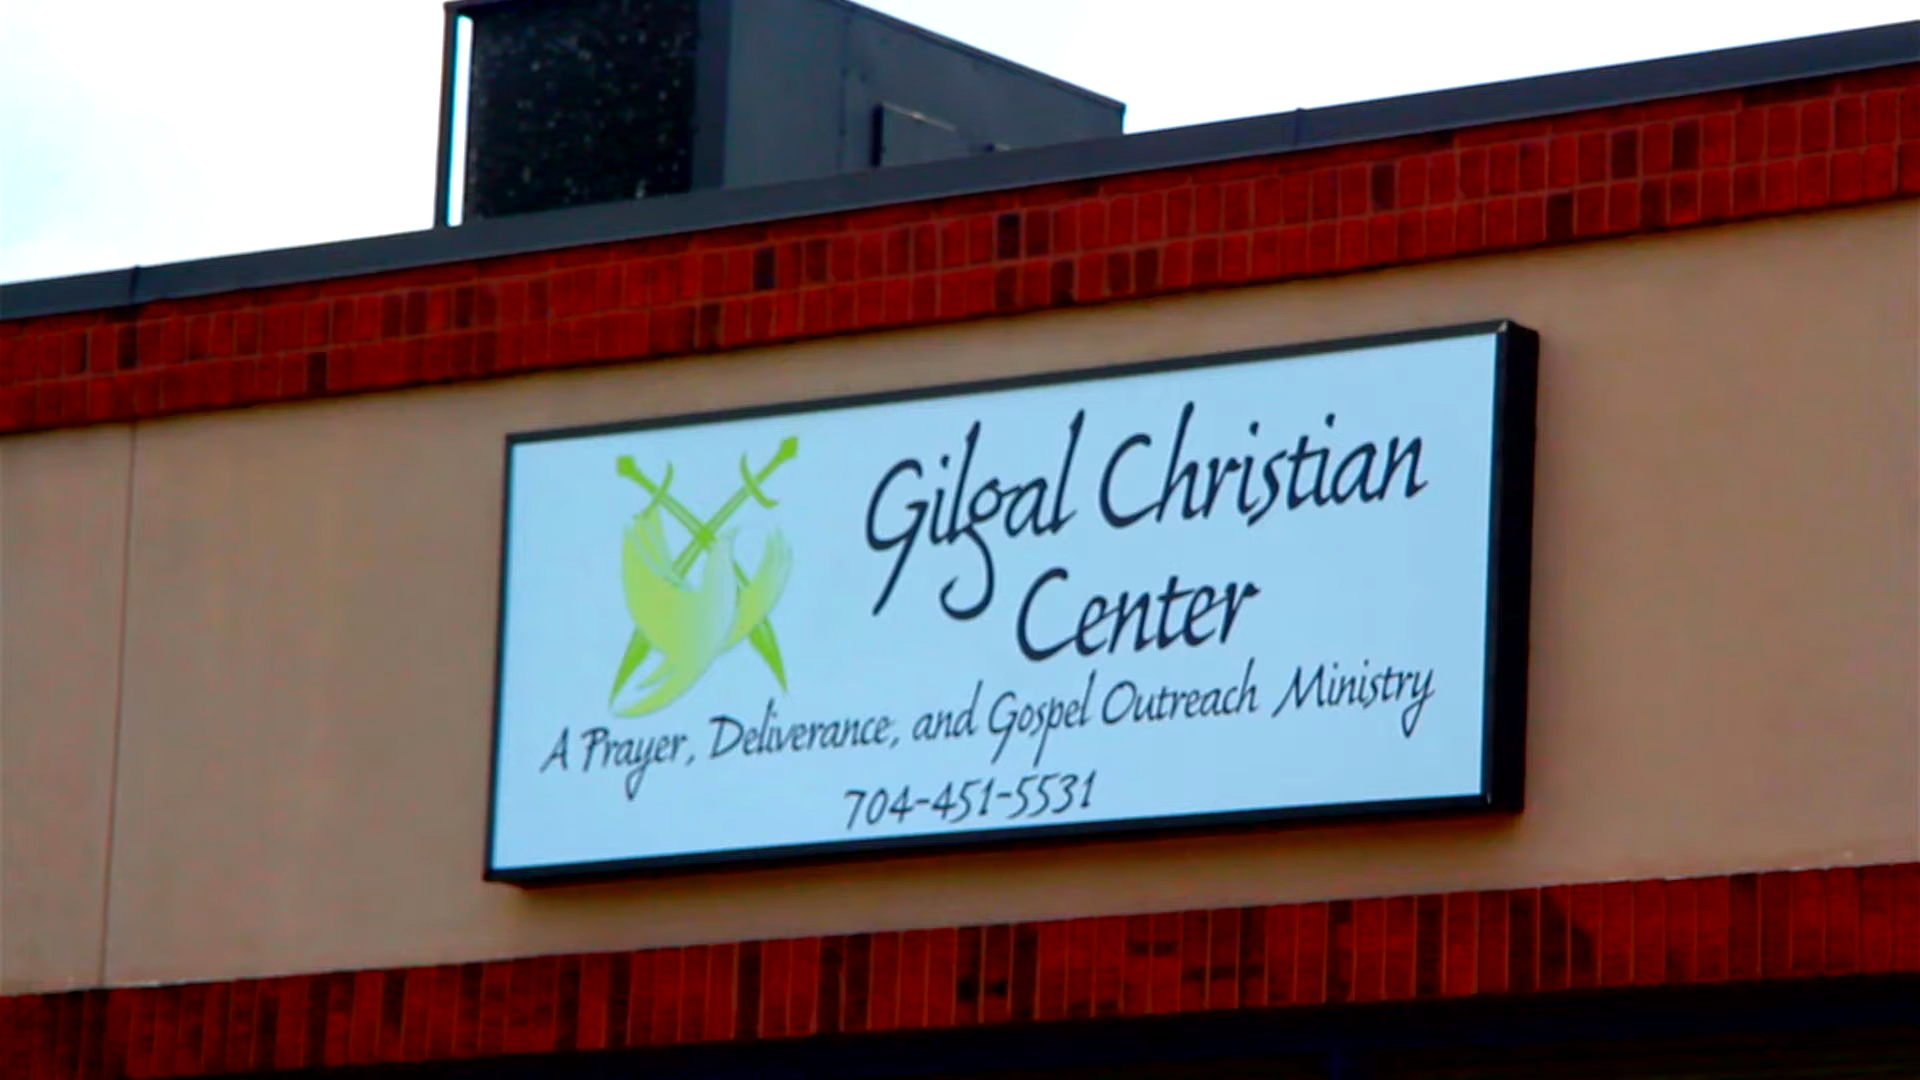 Gilgal Christian
Center
A Prayer, Deliverance, and Gospel Outreach Ministry
704-451-5531